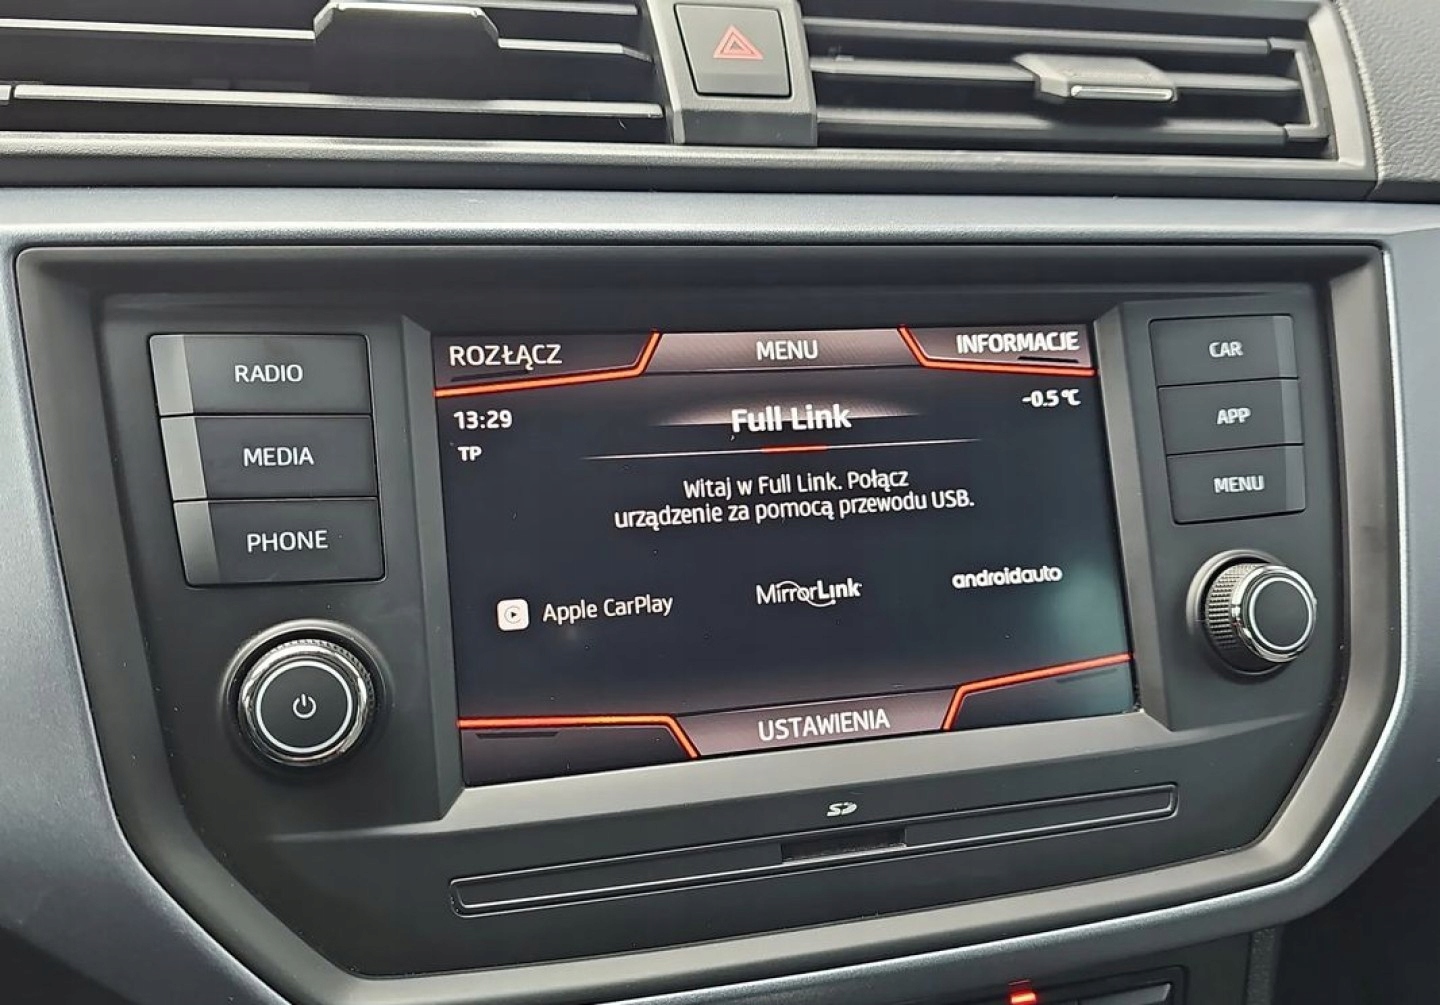 RADIO
MEDIA
PHONE
ROZŁĄCZ
MENU
INFORMACJE
13:29
TP
-0.5 °C
Full Link
Witaj w Full Link. Połącz
urządzenie za pomocą przewodu USB.
Apple CarPlay
MirrorLink
androidauto
USTAWIENIA
CAR
APP
MENU
SD